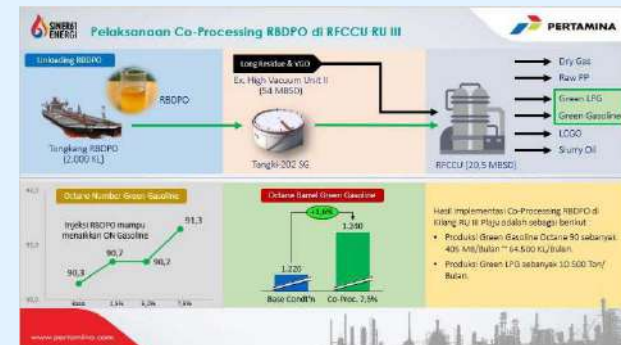 SINERGI
ENERGI
Pelaksanaan Co-Processing RBDPO di RFCCU RU III
PERTAMINA
Unloading RBDPO
RBDPO
Tongkang RBDPO
(2.000 KL)
Long Residue & VGO
Ex. High Vacuum Unit II
(54 MBSD)
Tangki-202 SG
RFCCU (20,5 MBSD)
Dry Gas
Raw PP
Green LPG
Green Gasoline
LCGO
Slurry Oil
Octane Number Green Gasoline
Injeksi RBDPO mampu
menaikkan ON Gasoline
90,3
90,7
90,7
91,3
Base
7,5%
Octane Barrel Green Gasoline
+1,6%
1.220
1.240
Base Condt'n
Co-Proc. 7,5%
Hasil Implementasi Co-Processing RBDPO di
Kilang RU III Plaju adalah sebagai berikut :
• Produksi Green Gasoline Octane 90 sebanyak
405 MB/Bulan ~ 64.500 KL/Bulan.
• Produksi Green LPG sebanyak 10.500 Ton/
Bulan.
www.pertamina.com